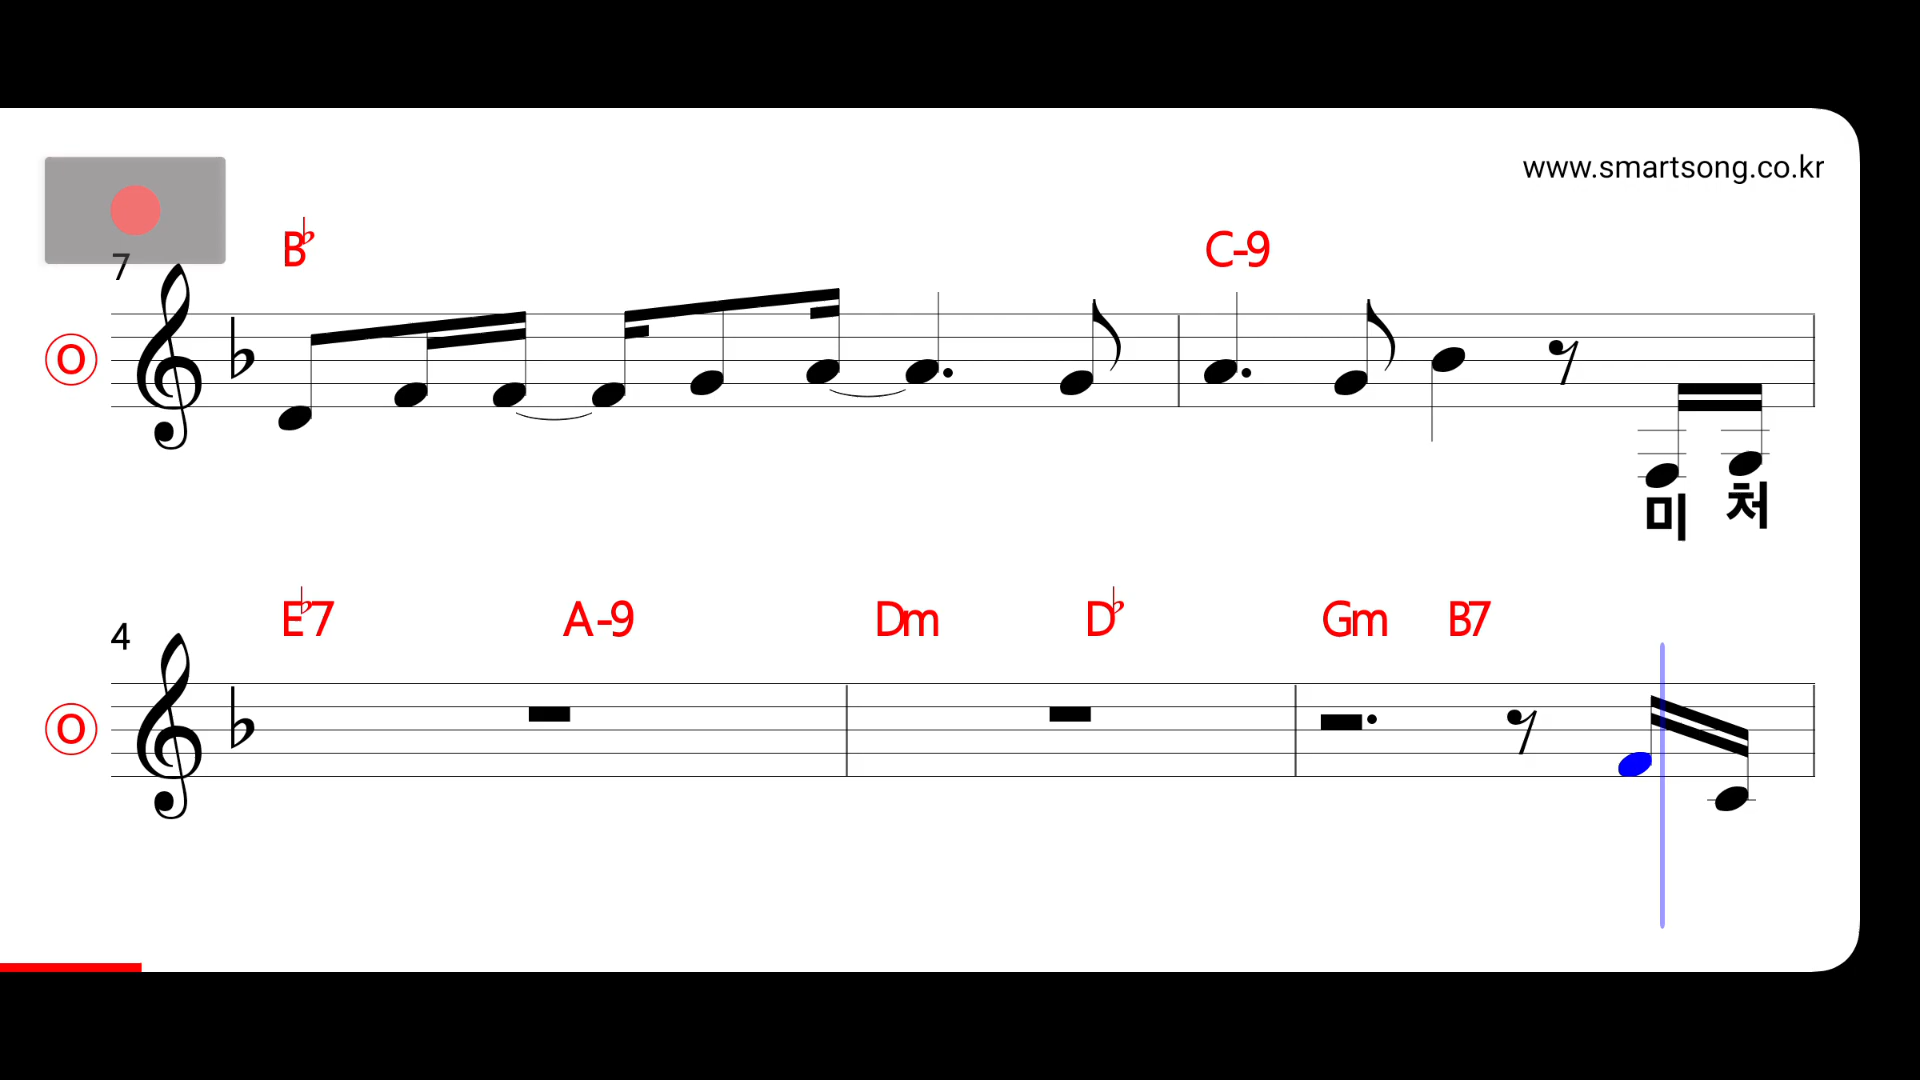 www.smartsong.co.kr
B♭ C-9
7
O
미 처
E♭7 A-9 Dm D♭ Gm B7
4
O